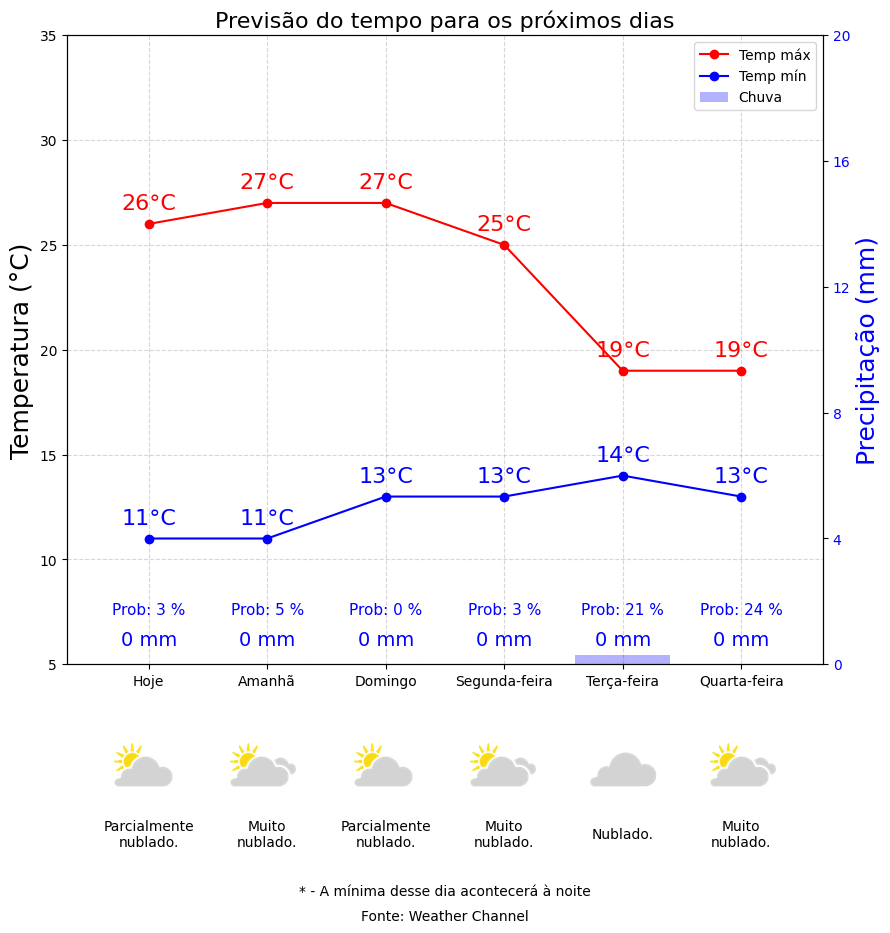 Previsão do tempo para os próximos dias
35
30
25
20
15
10
5
Temperatura (°C)
20
16
12
8
4
0
Precipitação (mm)
Temp máx
Temp mín
Chuva
26°C
27°C
27°C
25°C
19°C
19°C
11°C
11°C
13°C
13°C
14°C
13°C
Prob: 3 %
Prob: 5 %
Prob: 0 %
Prob: 3 %
Prob: 21 %
Prob: 24 %
0 mm
0 mm
0 mm
0 mm
0 mm
0 mm
Hoje
Amanhã
Domingo
Segunda-feira
Terça-feira
Quarta-feira
Parcialmente
nublado.
Muito
nublado.
Parcialmente
nublado.
Muito
nublado.
Nublado.
Muito
nublado.
* - A mínima desse dia acontecerá à noite
Fonte: Weather Channel